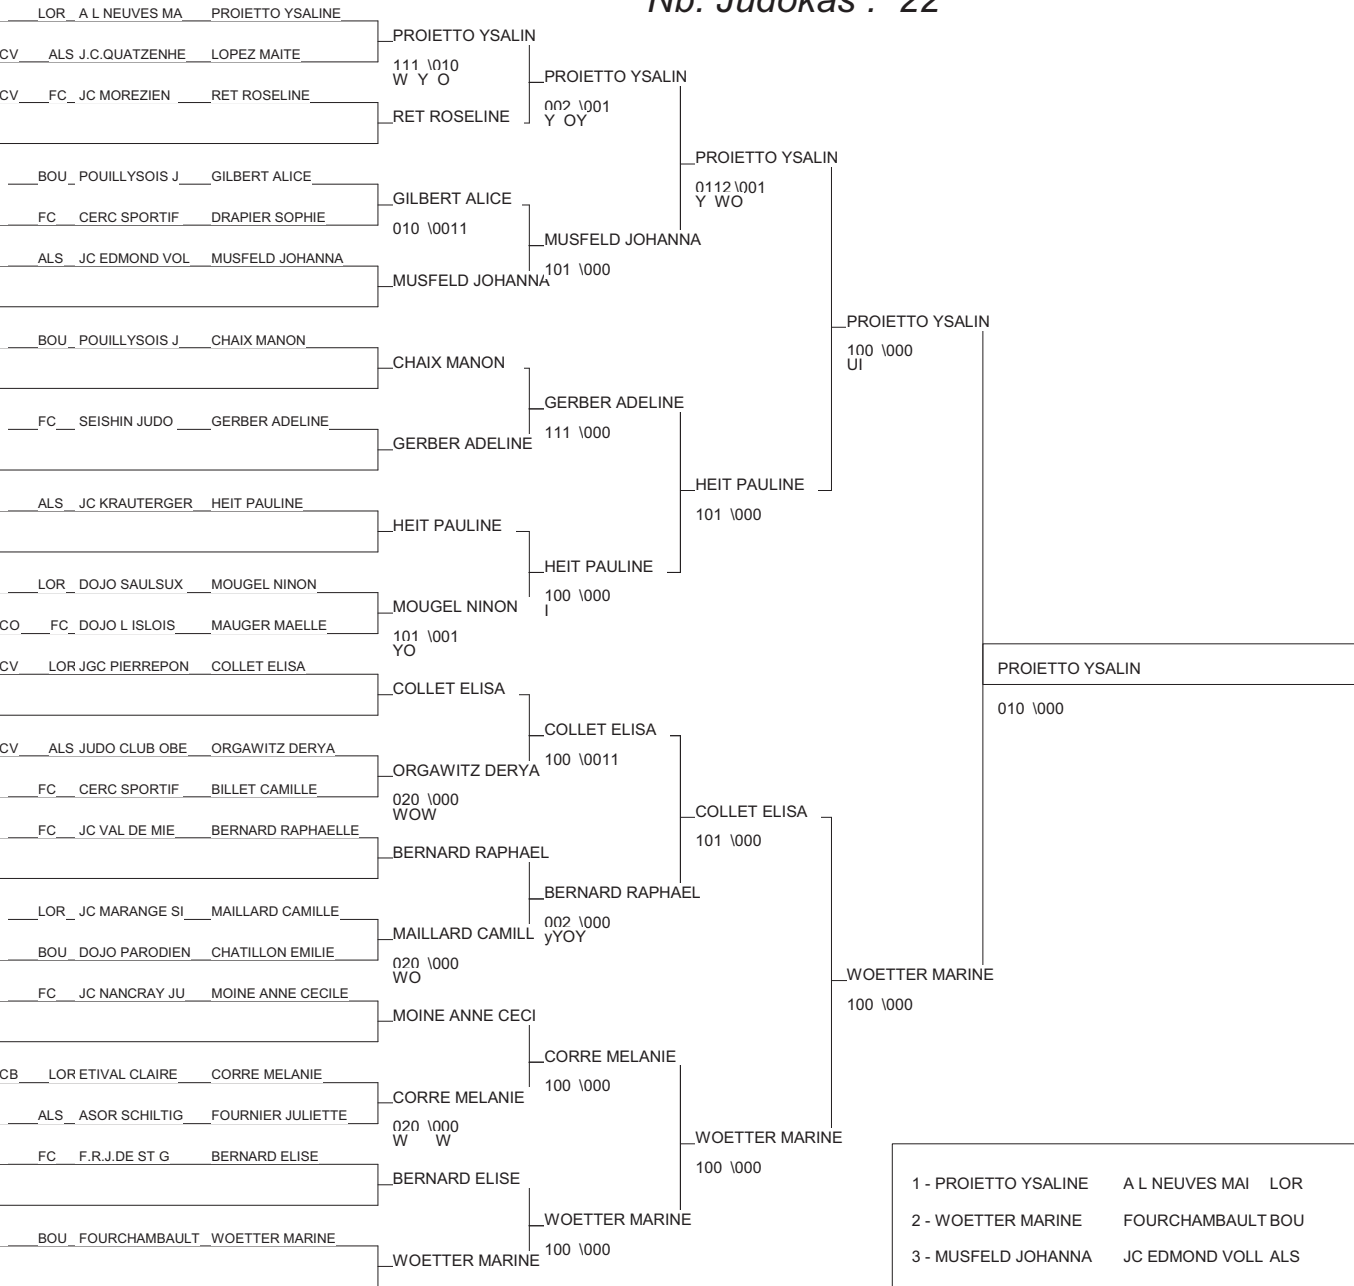 Nb. Judokas : 22
LOR A L NEUVES MA PROIETTO YSALINE
CV ALS J.C.QUATZENHE LOPEZ MAITE
CV FC JC MOREZIEN RET ROSELINE
BOU POUILLYSOIS J GILBERT ALICE
FC CERC SPORTIF DRAPIER SOPHIE
ALS JC EDMOND VOL MUSFELD JOHANNA
BOU POUILLYSOIS J CHAIX MANON
FC SEISHIN JUDO GERBER ADELINE
ALS JC KRAUTERGER HEIT PAULINE
LOR DOJO SAULSUX MOUGEL NINON
CO FC DOJO L ISLOIS MAUGER MAELLE
CV LOR JGC PIERREPON COLLET ELISA
CV ALS JUDO CLUB OBE ORGAWITZ DERYA
FC CERC SPORTIF BILLET CAMILLE
FC JC VAL DE MIE BERNARD RAPHAELLE
LOR JC MARANGE SI MAILLARD CAMILLE
BOU DOJO PARODIEN CHATILLON EMILIE
FC JC NANCRAY JU MOINE ANNE CECILE
CB LOR ETIVAL CLAIRE CORRE MELANIE
ALS ASOR SCHILTIG FOURNIER JULIETTE
FC F.R.J.DE ST G BERNARD ELISE
BOU FOURCHAMBAULT WOETTER MARINE
PROIETTO YSALIN
111 \010
W Y O
RET ROSELINE
GILBERT ALICE
010 \0011
MUSFELD JOHANNA
CHAIX MANON
GERBER ADELINE
HEIT PAULINE
MOUGEL NINON
101 \001
YO
COLLET ELISA
ORGAWITZ DERYA
020 \000
WOW
BERNARD RAPHAEL
MAILLARD CAMILL
020 \000
WO
MOINE ANNE CECI
CORRE MELANIE
020 \000
W W
BERNARD ELISE
WOETTER MARINE
PROIETTO YSALIN
002 \001
Y OY
MUSFELD JOHANNA
101 \000
GERBER ADELINE
111 \000
HEIT PAULINE
100 \000
I
COLLET ELISA
100 \0011
BERNARD RAPHAEL
002 \000
yYOY
CORRE MELANIE
100 \000
WOETTER MARINE
100 \000
PROIETTO YSALIN
0112 \001
Y WO
HEIT PAULINE
101 \000
COLLET ELISA
101 \000
WOETTER MARINE
100 \000
PROIETTO YSALIN
100 \000
UI
WOETTER MARINE
100 \000
PROIETTO YSALIN
010 \000
1 - PROIETTO YSALINE A L NEUVES MAI LOR
2 - WOETTER MARINE FOURCHAMBAULT BOU
3 - MUSFELD JOHANNA JC EDMOND VOLL ALS